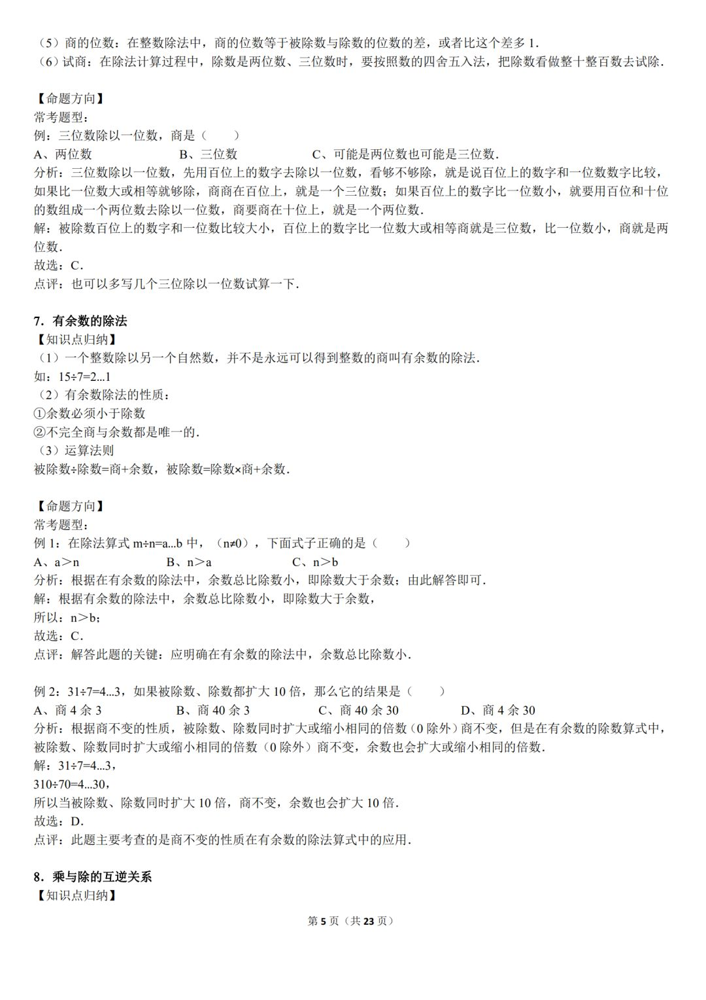 （5）商的位数：在整数除法中，商的位数等于被除数与除数的位数的差，或者比这个差多 1．
（6）试商：在除法计算过程中，除数是两位数、三位数时，要按照数的四舍五入法，把除数看做整十整百数去试除．
【命题方向】
常考题型：
例：三位数除以一位数，商是（　　）
A、两位数　　B、三位数　　C、可能是两位数也可能是三位数．
分析：三位数除以一位数，先用百位上的数字去除以一位数，看够不够除，就是说百位上的数字和一位数数字比较，
如果比一位数大或相等就够除，商商在百位上，就是一个三位数；如果百位上的数字比一位数小，就要用百位和十位
的数组成一个两位数去除以一位数，商要商在十位上，就是一个两位数．
解：被除数百位上的数字和一位数比较大小，百位上的数字比一位数大或相等商就是三位数，比一位数小，商就是两
位数．
故选：C．
点评：也可以多写几个三位除以一位数试算一下．
7．有余数的除法
【知识点归纳】
（1）一个整数除以另一个自然数，并不是永远可以得到整数的商叫有余数的除法．
如：15÷7=2…1
（2）有余数除法的性质：
①余数必须小于除数
②不完全商与余数都是唯一的．
（3）运算法则
被除数÷除数=商+余数，被除数=除数×商+余数．
【命题方向】
常考题型：
例 1：在除法算式 m÷n=a…b 中，（n≠0），下面式子正确的是（　　）
A、a＞n　　B、n＞a　　C、n＞b
分析：根据在有余数的除法中，余数总比除数小，即除数大于余数；由此解答即可．
解：根据有余数的除法中，余数总比除数小，即除数大于余数，
所以：n＞b；
故选：C．
点评：解答此题的关键：应明确在有余数的除法中，余数总比除数小．
例 2：31÷7=4…3，如果被除数、除数都扩大 10 倍，那么它的结果是（　　）
A、商 4 余 3　　B、商 40 余 3　　C、商 40 余 30　　D、商 4 余 30
分析：根据商不变的性质，被除数、除数同时扩大或缩小相同的倍数（0 除外）商不变，但是在有余数的除数算式中，
被除数、除数同时扩大或缩小相同的倍数（0 除外）商不变，余数也会扩大或缩小相同的倍数．
解：31÷7=4…3，
310÷70=4…30，
所以当被除数、除数同时扩大 10 倍，商不变，余数也会扩大 10 倍．
故选：D．
点评：此题主要考查的是商不变的性质在有余数的除法算式中的应用．
8．乘与除的互逆关系
【知识点归纳】
第 5 页（共 23 页）